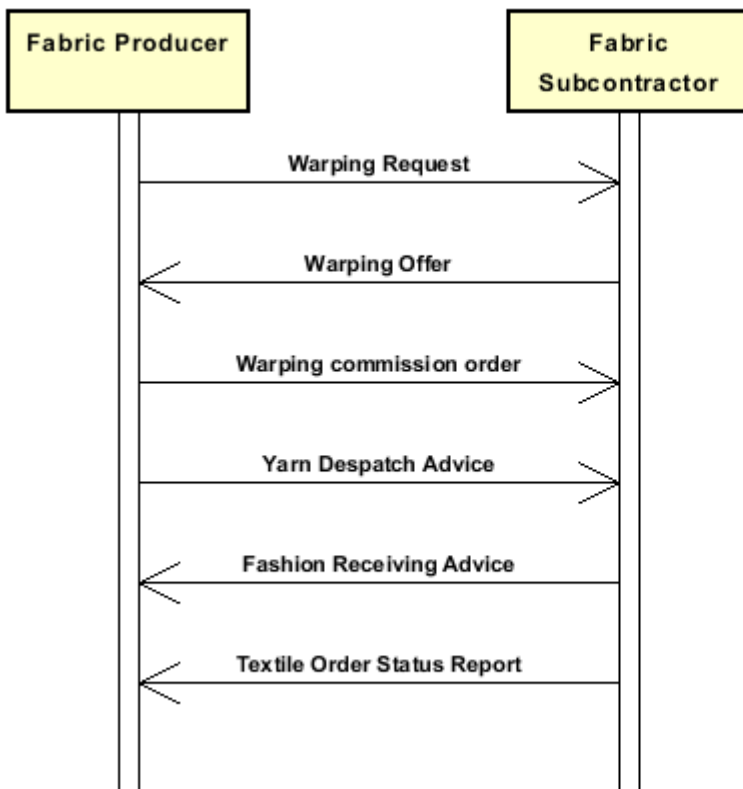 Fabric Producer
Fabric
Subcontractor
Warping Request
Warping Offer
Warping commission order
Yarn Despatch Advice
Fashion Receiving Advice
Textile Order Status Report